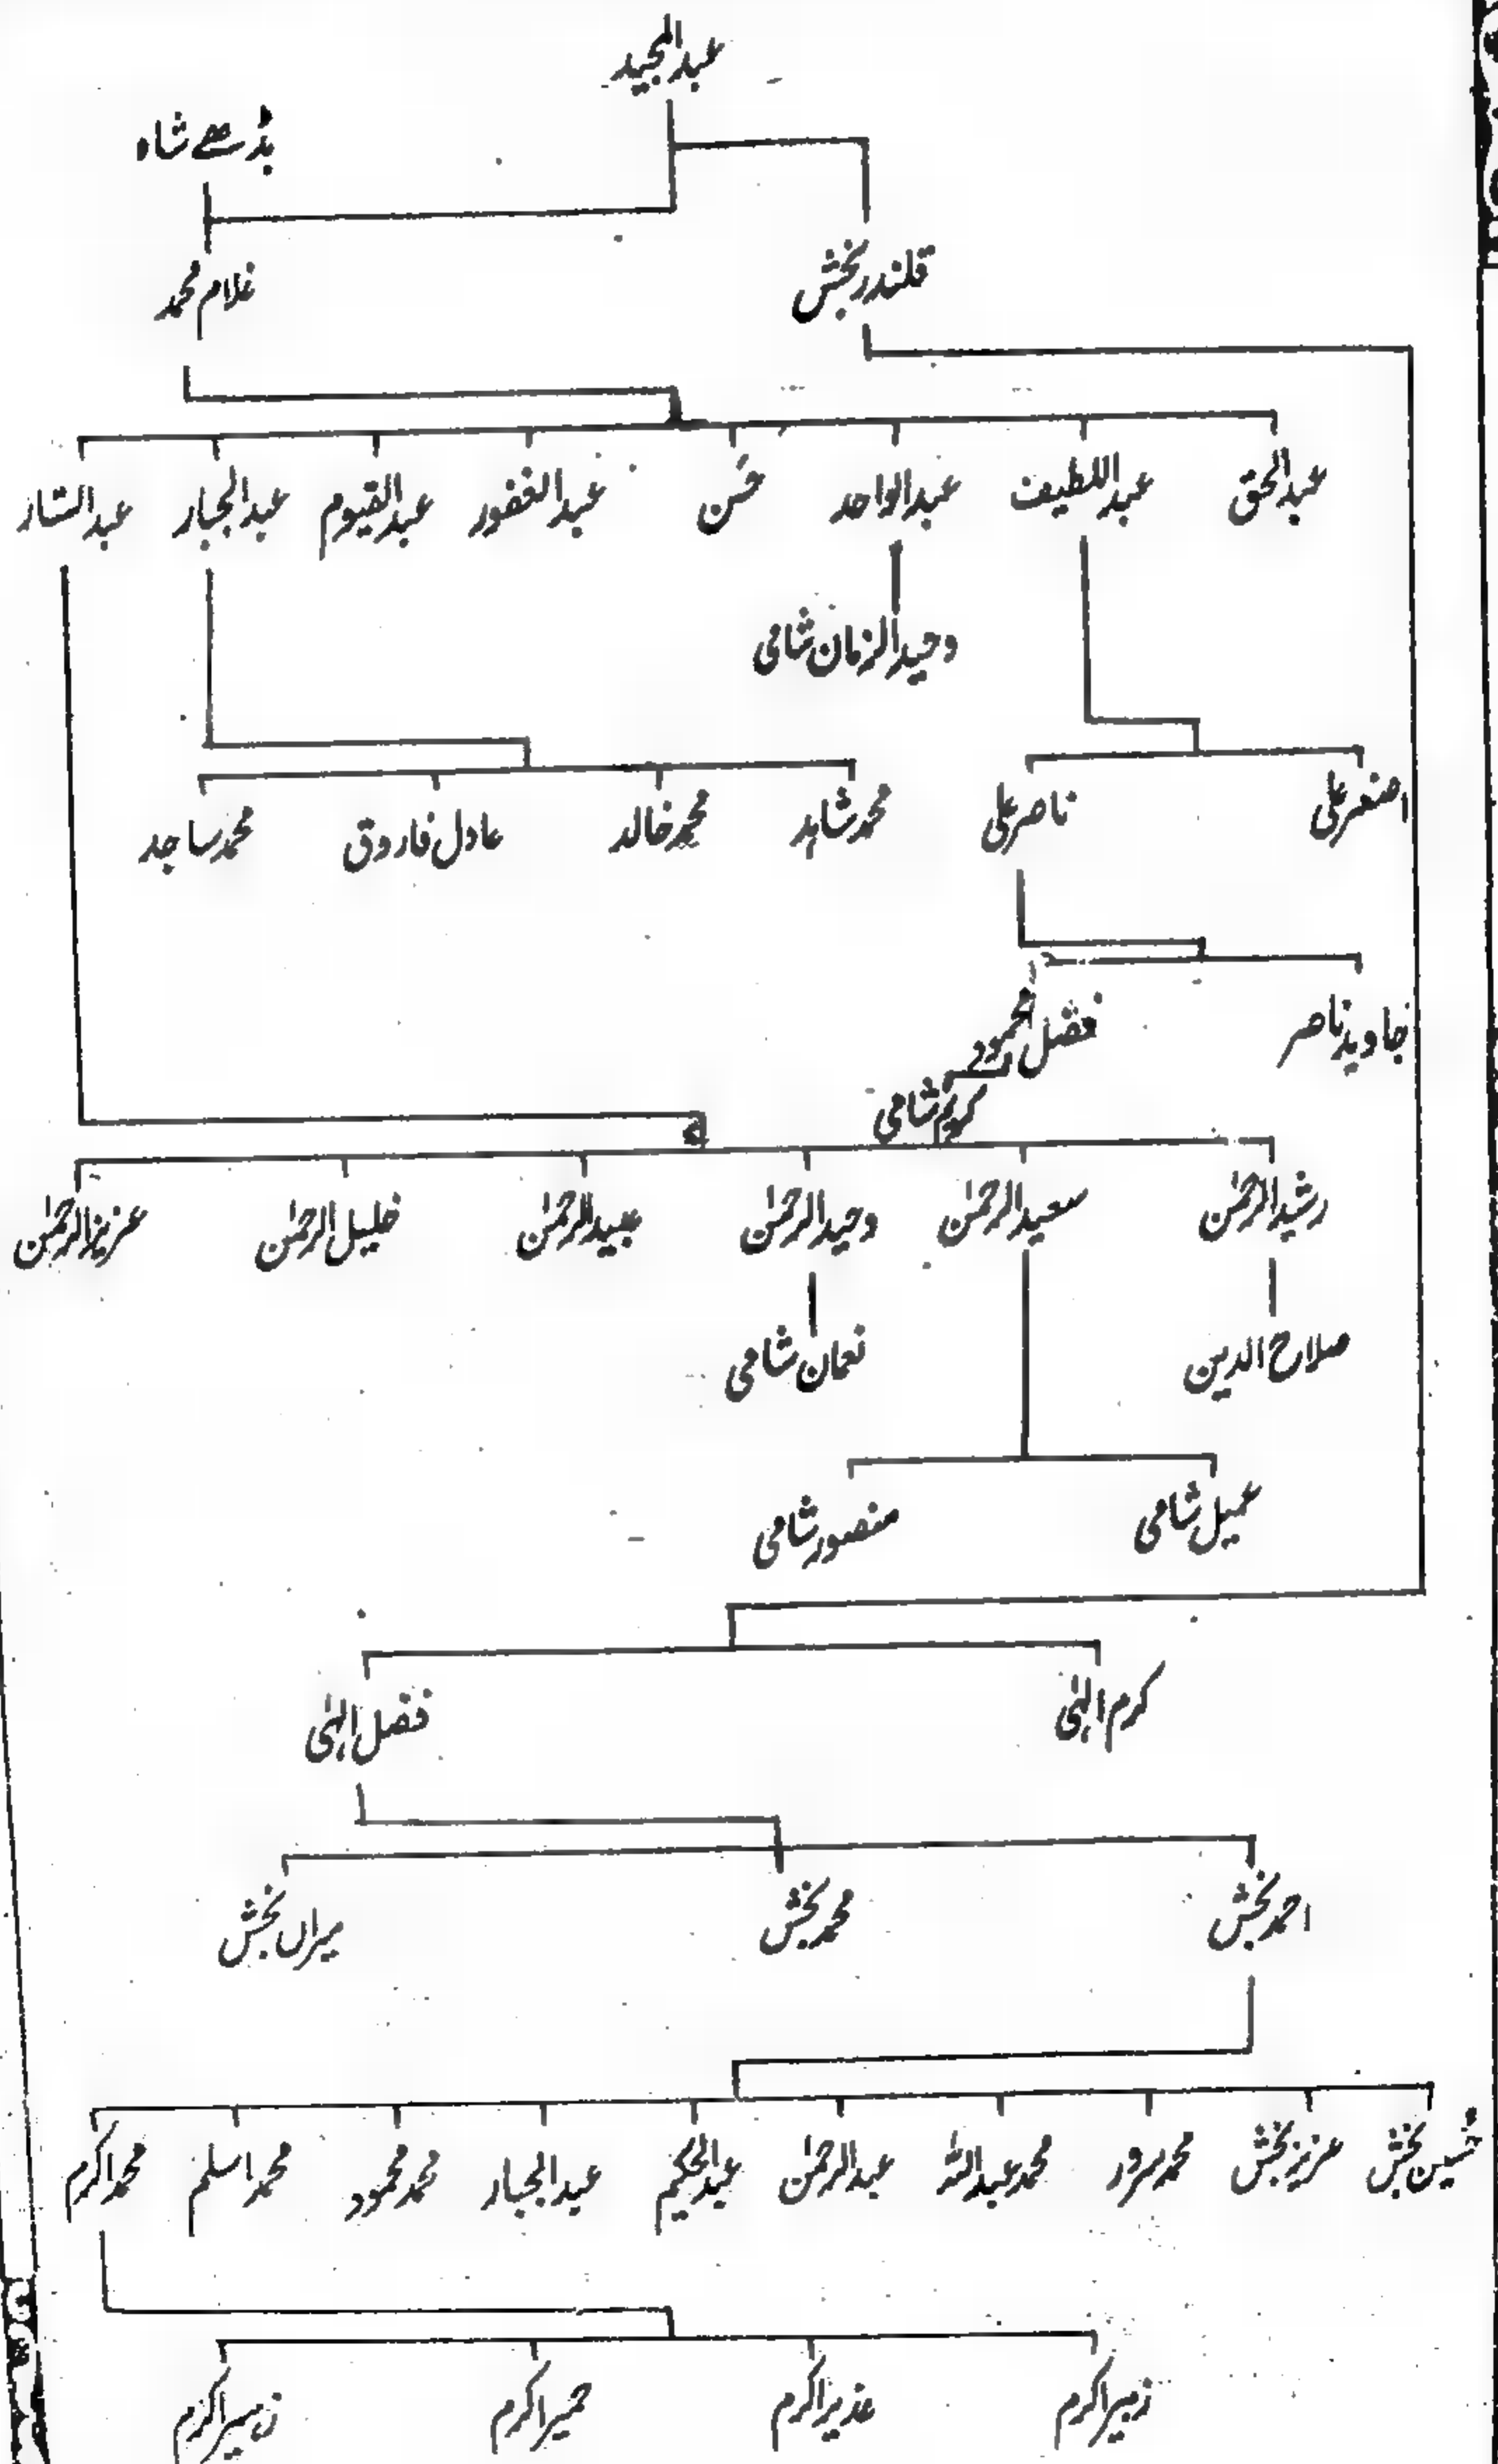 عبدالمجید
بڈھے شاہ
قلندر بخش
غلام محمد
عبدالحق عبداللطیف عبدالواحد حسن عبدالغفور عبدالقیوم عبدالجبار عبدالستار
وحیدالزمان شامی
اصغر علی ناصر علی محمد شاہد محمد خالد عادل فاروق محمد ساجد
جاوید ناصر فضل محمود
کریم شامی
رشیدالرحمٰن سعیدالرحمٰن وحیدالرحمٰن عبیدالرحمٰن خلیل الرحمٰن عزیزالرحمٰن
صلاح الدین نعمان شامی
عمیل شامی منصور شامی
کرم الٰہی فضل الٰہی
احمد بخش محمد بخش میراں بخش
حسین بخش عزیز بخش محمد سرور محمد عبداللہ عبدالرحمٰن عبدالحکیم عبدالجبار محمد محمود محمد اسلم محمد اکرم
زبیر اکرم عذیر اکرم حمیر اکرم